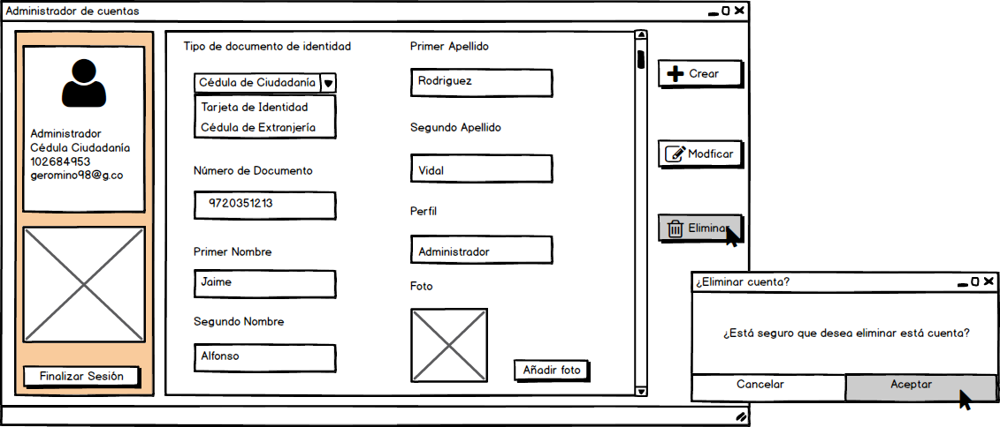 Administrador de cuentas
Administrador
Cédula Ciudadanía
102684953
geromino98@g.co
Finalizar Sesión
Tipo de documento de identidad
Cédula de Ciudadanía
Tarjeta de Identidad
Cédula de Extranjería
Número de Documento
9720351213
Primer Nombre
Jaime
Segundo Nombre
Alfonso
Primer Apellido
Rodriguez
Segundo Apellido
Vidal
Perfil
Administrador
Foto
Añadir foto
Crear
Modficar
Eliminar
¿Eliminar cuenta?
¿Está seguro que desea eliminar está cuenta?
Cancelar
Aceptar